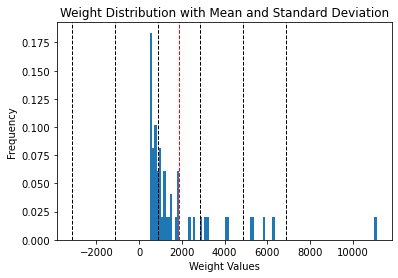 Weight Distribution with Mean and Standard Deviation
0.175
0.150
0.125
0.100
0.075
0.050
0.025
0.000
Frequency
−2000 0 2000 4000 6000 8000 10000
Weight Values